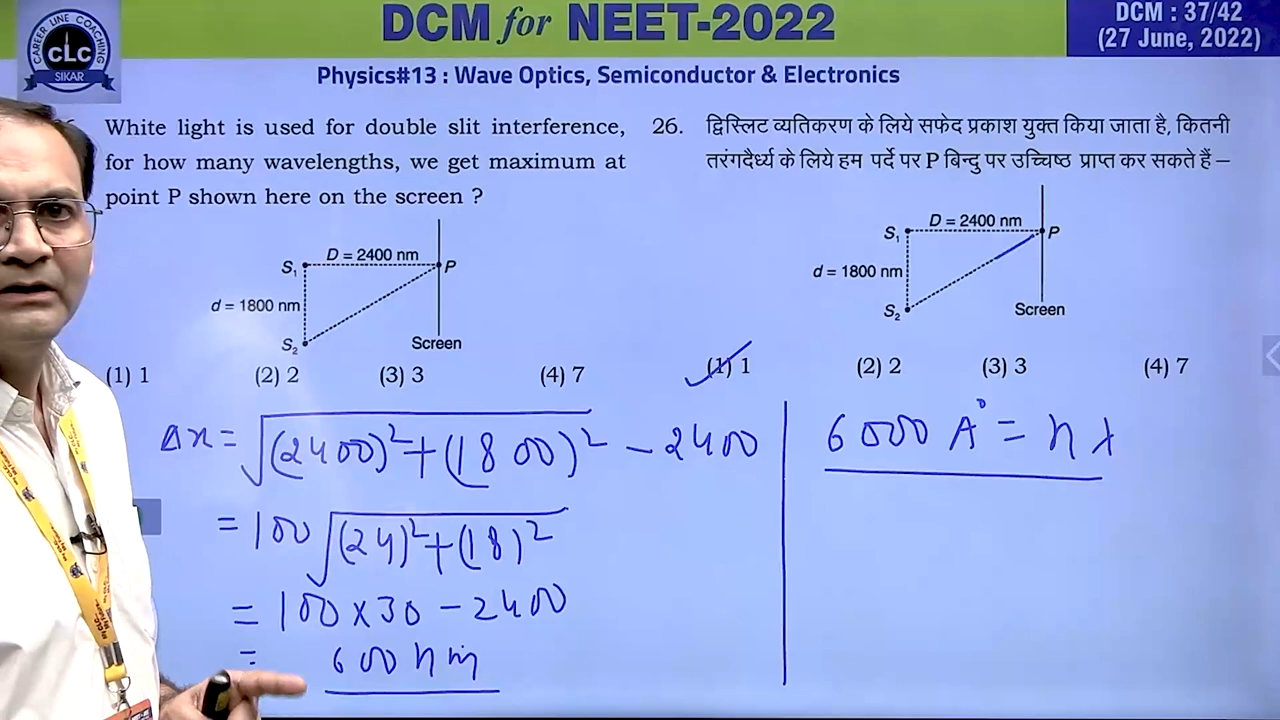 DCM for NEET-2022
DCM : 37/42
(27 June, 2022)
CAREER LINE COACHING
CLC
SIKAR
Physics#13 : Wave Optics, Semiconductor & Electronics
White light is used for double slit interference,
for how many wavelengths, we get maximum at
point P shown here on the screen ?
D = 2400 nm
S₁
P
d = 1800 nm
S₂
Screen
(1) 1 (2) 2 (3) 3 (4) 7
26. द्विस्लिट व्यतिकरण के लिये सफेद प्रकाश युक्त किया जाता है, कितनी
तरंगदैर्ध्य के लिये हम पर्दे पर P बिन्दु पर उच्चिष्ठ प्राप्त कर सकते हैं –
D = 2400 nm
S₁
P
d = 1800 nm
S₂
Screen
(1) 1 (2) 2 (3) 3 (4) 7
Δx = √(2400)²+(1800)² - 2400
= 100 √(24)²+(18)²
= 100 x 30 - 2400
= 600 nm
6000 A° = n λ